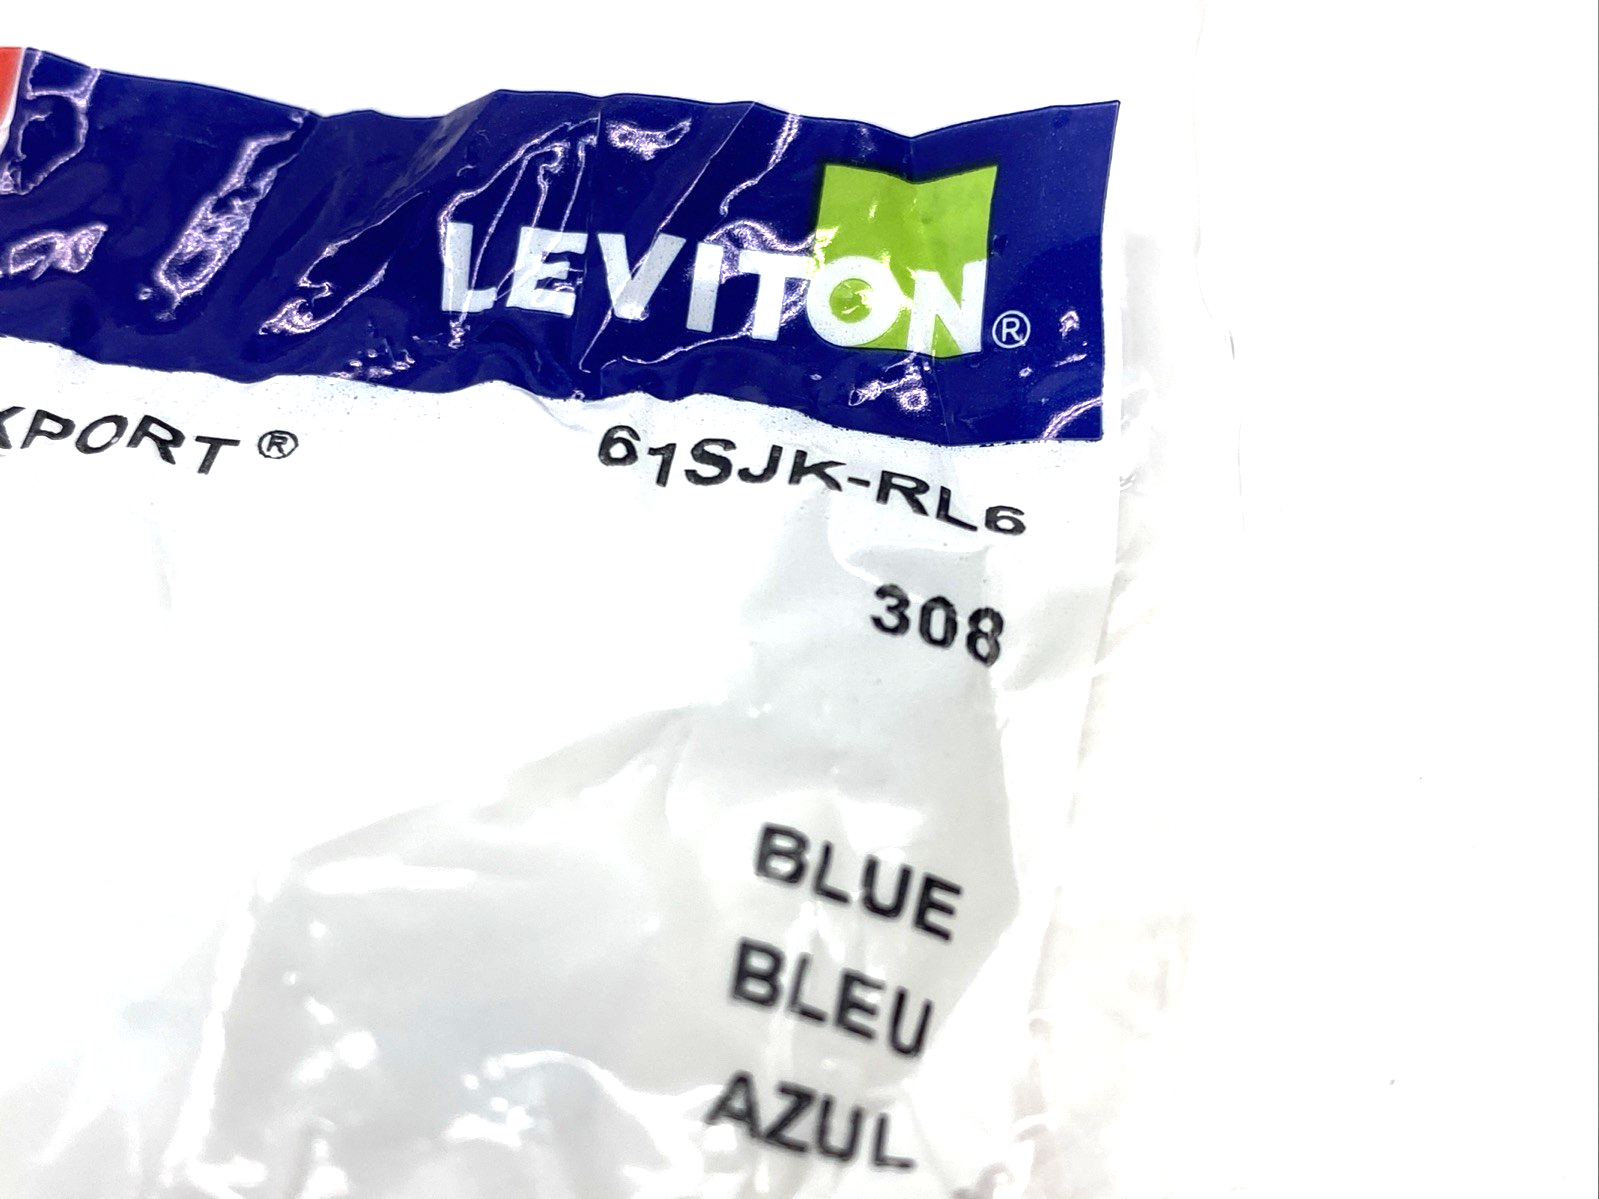 LEVITON®
XPORT® 61SJK-RL6
308
BLUE
BLEU
AZUL